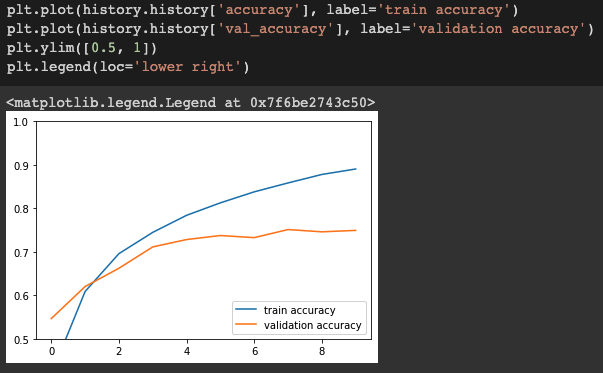 plt.plot(history.history['accuracy'], label='train accuracy')
plt.plot(history.history['val_accuracy'], label='validation accuracy')
plt.ylim([0.5, 1])
plt.legend(loc='lower right')
<matplotlib.legend.Legend at 0x7f6be2743c50>
1.0
0.9
0.8
0.7
0.6
0.5
train accuracy
validation accuracy
0 2 4 6 8